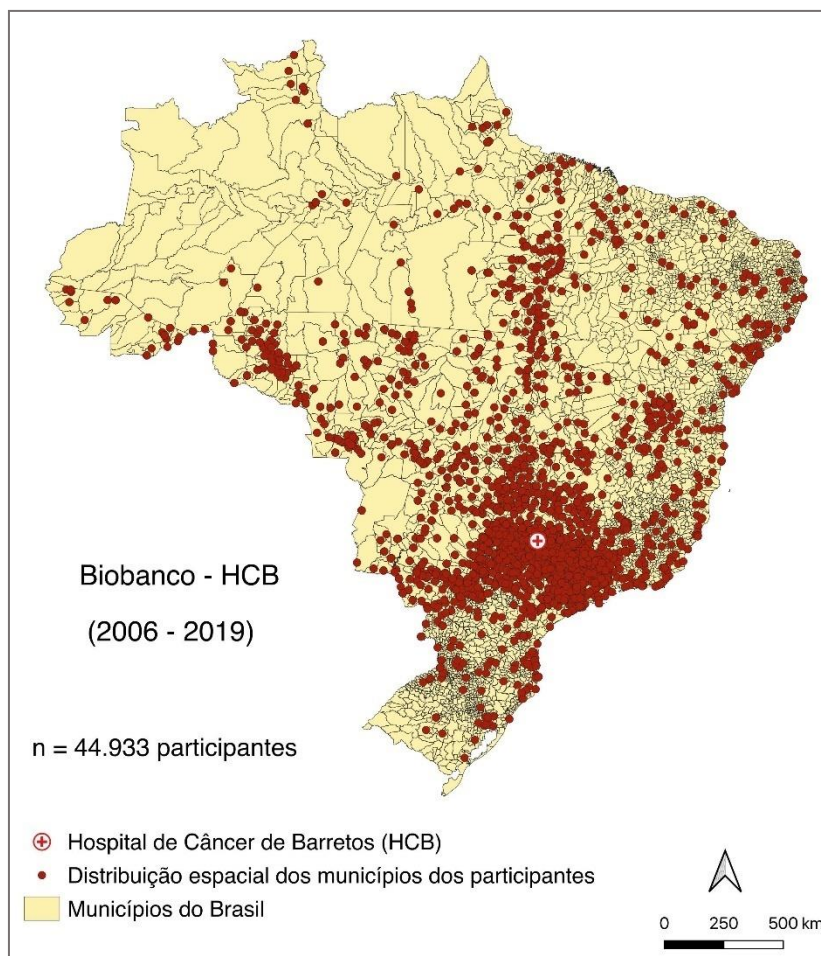 Biobanco - HCB
(2006 - 2019)
n = 44.933 participantes
Hospital de Câncer de Barretos (HCB)
Distribuição espacial dos municípios dos participantes
Municípios do Brasil
0 250 500 km